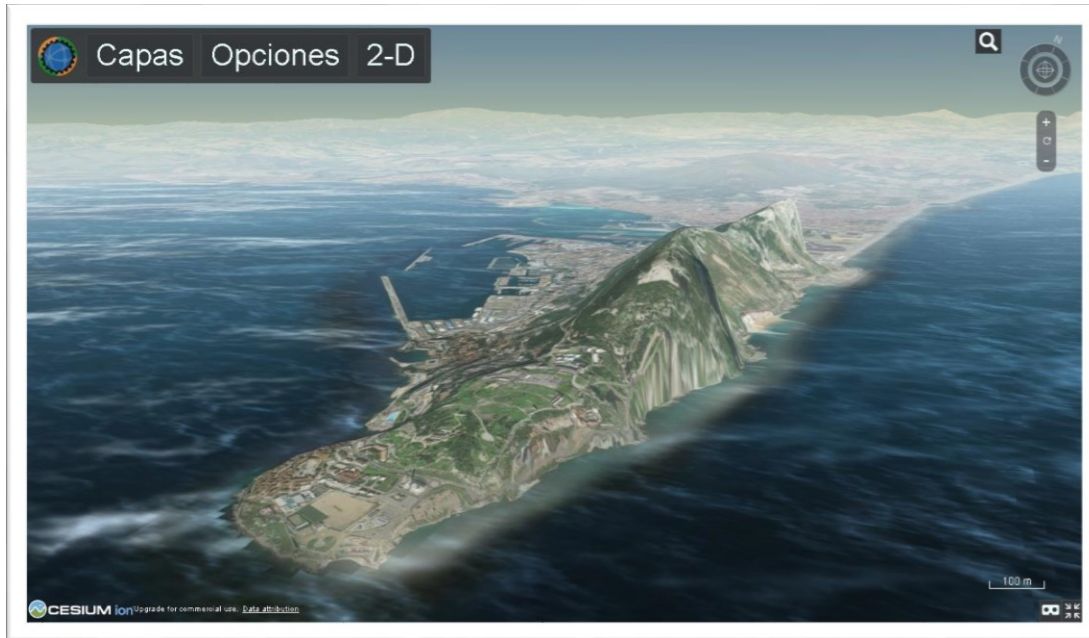 Capas Opciones 2-D
N
100 m
CESIUM ion Upgrade for commercial use. Data attribution